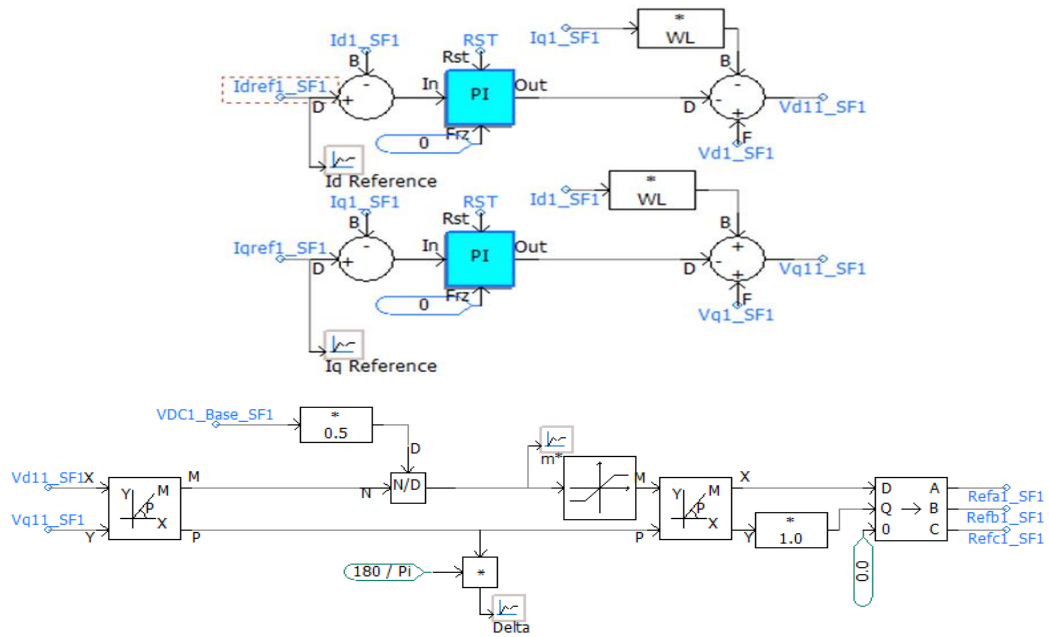 Id1_SF1
RST
Iq1_SF1
*
WL
B
-
Rst
B
Idref1_SF1
+
D
In
PI
Out
D
-
-
+
Vd11_SF1
0
Frz
F
Vd1_SF1
Id Reference
Iq1_SF1
RST
Id1_SF1
*
WL
B
-
Rst
B
Iqref1_SF1
+
D
In
PI
Out
D
-
+
+
Vq11_SF1
0
Frz
F
Vq1_SF1
Iq Reference
VDC1_Base_SF1
*
0.5
D
m*
Vd11_SF1
X
Y
M
P
X
M
N
N/D
M
Y
M
P
X
X
D
A
Refa1_SF1
Q
B
Refb1_SF1
Vq11_SF1
Y
P
P
Y
*
1.0
0
C
Refc1_SF1
180 / Pi
*
0.0
Delta